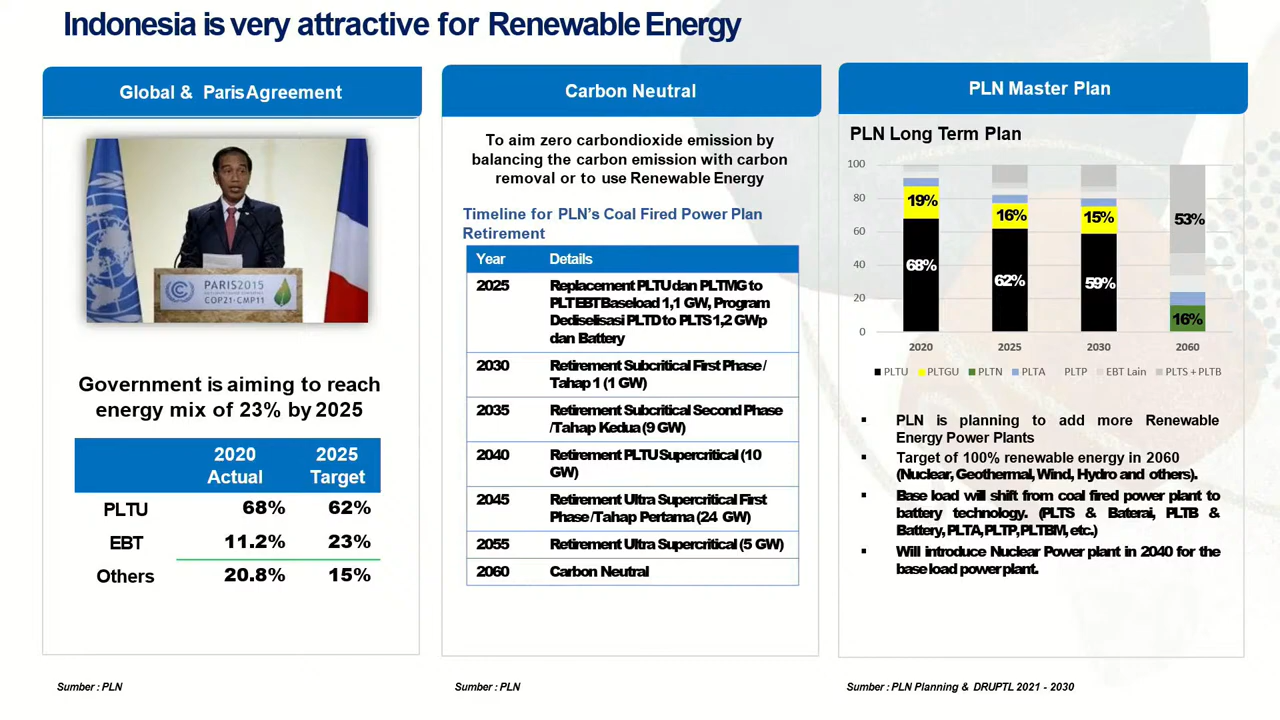 Indonesia is very attractive for Renewable Energy
Global & Paris Agreement
PARIS2015
COP21·CMP11
Government is aiming to reach
energy mix of 23% by 2025
2020 Actual 2025 Target
PLTU 68% 62%
EBT 11.2% 23%
Others 20.8% 15%
Sumber : PLN
Carbon Neutral
To aim zero carbondioxide emission by
balancing the carbon emission with carbon
removal or to use Renewable Energy
Timeline for PLN's Coal Fired Power Plan
Retirement
Year Details
2025 Replacement PLTU dan PLTMG to
PLT EBT Baseload 1,1 GW, Program
Dediselisasi PLTD to PLTS 1,2 GWp
dan Battery
2030 Retirement Subcritical First Phase /
Tahap 1 (1 GW)
2035 Retirement Subcritical Second Phase
/Tahap Kedua (9 GW)
2040 Retirement PLTU Supercritical (10
GW)
2045 Retirement Ultra Supercritical First
Phase /Tahap Pertama (24 GW)
2055 Retirement Ultra Supercritical (5 GW)
2060 Carbon Neutral
Sumber : PLN
PLN Master Plan
PLN Long Term Plan
100
80
60
40
20
0
19% 16% 15% 53%
68% 62% 59% 16%
2020 2025 2030 2060
PLTU PLTGU PLTN PLTA PLTP EBT Lain PLTS + PLTB
▪ PLN is planning to add more Renewable
Energy Power Plants
▪ Target of 100% renewable energy in 2060
(Nuclear, Geothermal, Wind, Hydro and others).
▪ Base load will shift from coal fired power plant to
battery technology. (PLTS & Baterai, PLTB &
Battery, PLTA, PLTP, PLTBM, etc.)
▪ Will introduce Nuclear Power plant in 2040 for the
base load power plant.
Sumber : PLN Planning & DRUPTL 2021 - 2030